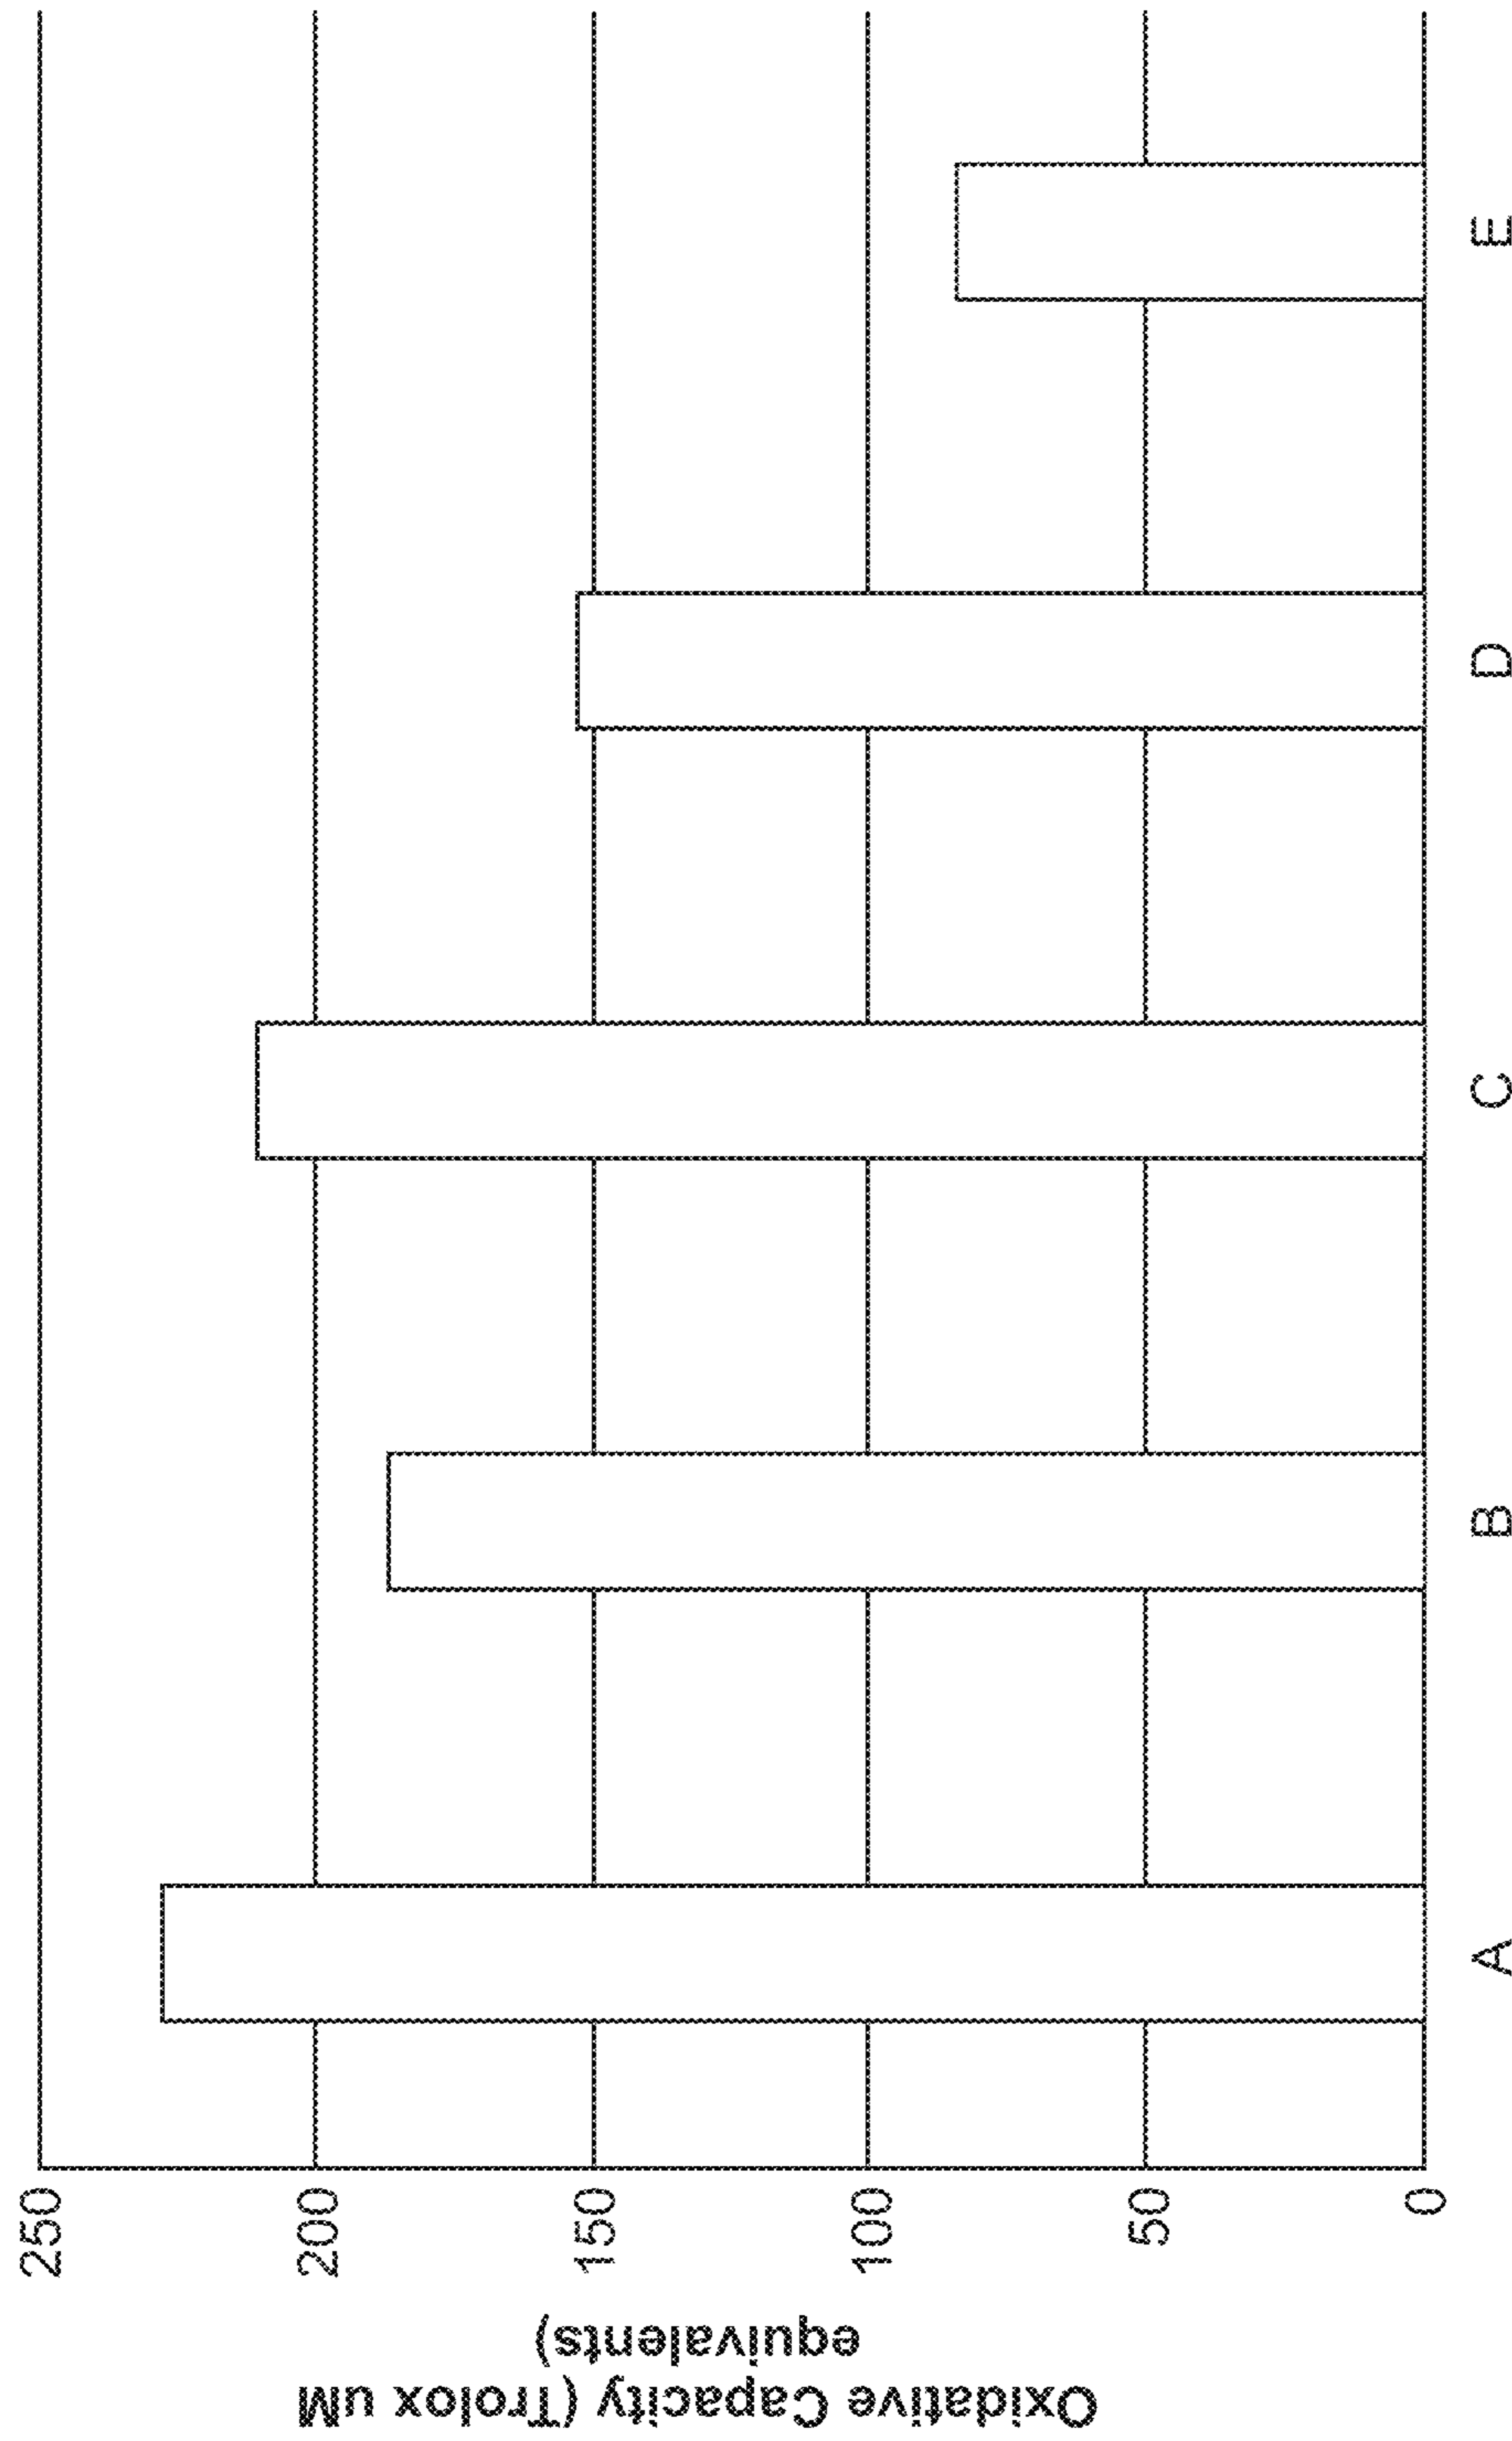 Oxidative Capacity (Trolox uM
equivalents)
250
200
150
100
50
0
A
B
C
D
E